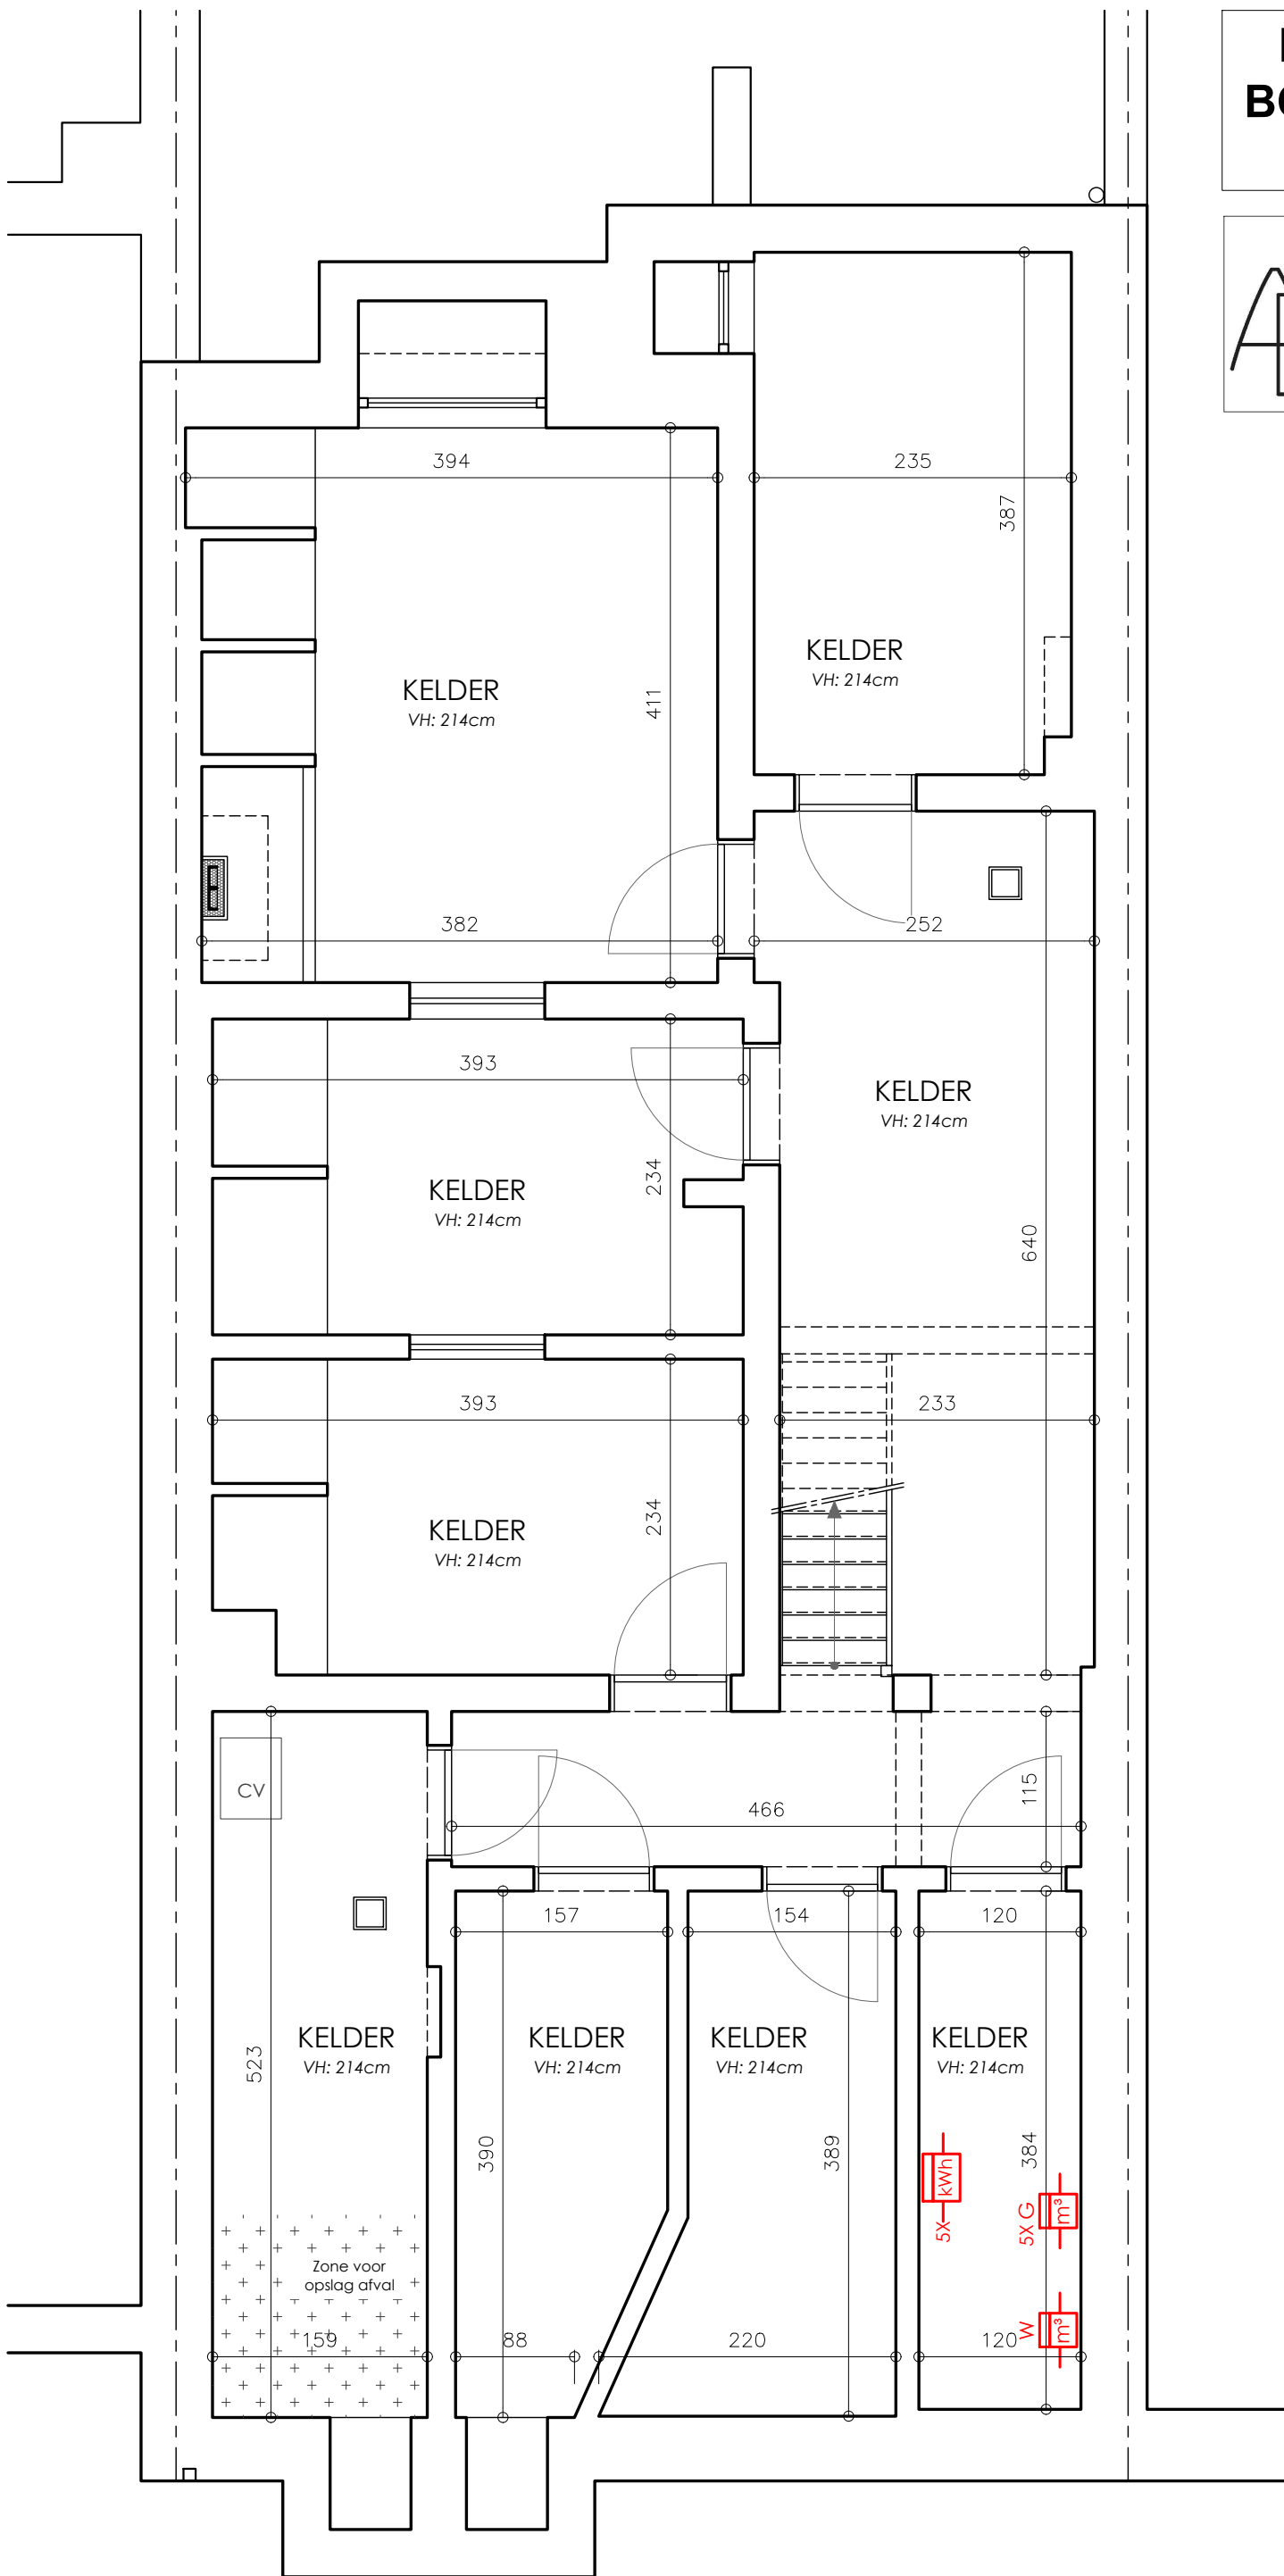 394
235
387
KELDER
VH: 214cm
KELDER
VH: 214cm
411
382
252
393
KELDER
VH: 214cm
KELDER
VH: 214cm
234
640
393
233
KELDER
VH: 214cm
234
CV
466
115
157
154
120
KELDER
VH: 214cm
KELDER
VH: 214cm
KELDER
VH: 214cm
KELDER
VH: 214cm
523
390
389
384
kWh
5X
5X G
m³
Zone voor
opslag afval
W
m³
159
88
220
120